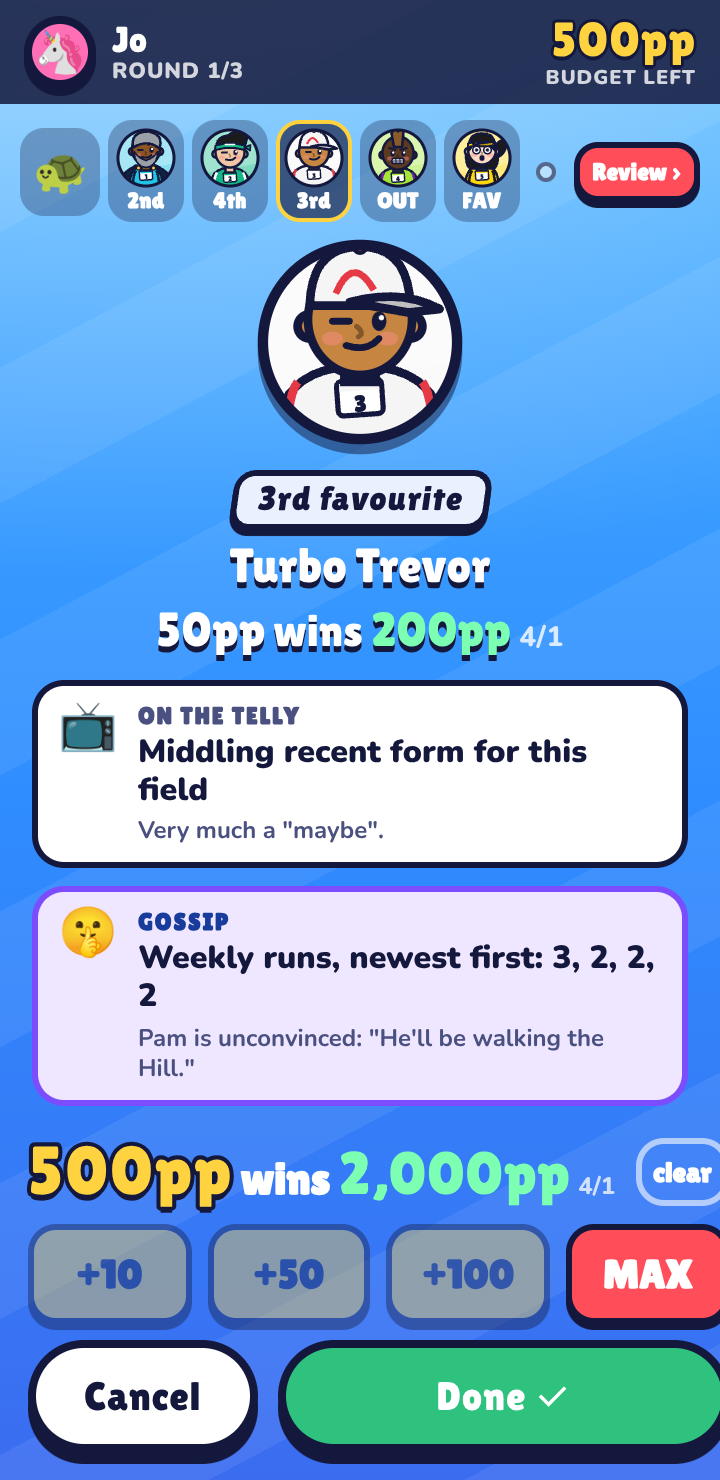 Jo
ROUND 1/3
500pp
BUDGET LEFT
2nd
4th
3rd
OUT
FAV
Review ›
3
3rd favourite
Turbo Trevor
50pp wins 200pp 4/1
ON THE TELLY
Middling recent form for this
field
Very much a "maybe".
GOSSIP
Weekly runs, newest first: 3, 2, 2,
2
Pam is unconvinced: "He'll be walking the
Hill."
500pp wins 2,000pp 4/1
clear
+10
+50
+100
MAX
Cancel
Done ✓